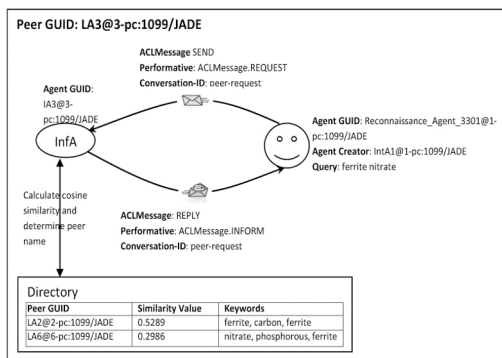 Peer GUID: LA3@3-pc:1099/JADE
ACLMessage SEND
Performative: ACLMessage.REQUEST
Conversation-ID: peer-request
Agent GUID:
IA3@3-
pc:1099/JADE
InfA
Agent GUID: Reconnaissance_Agent_3301@1-
pc:1099/JADE
Agent Creator: IntA1@1-pc:1099/JADE
Query: ferrite nitrate
Calculate cosine
similarity and
determine peer
name
ACLMessage: REPLY
Performative: ACLMessage.INFORM
Conversation-ID: peer-request
Directory
Peer GUID Similarity Value Keywords
LA2@2-pc:1099/JADE 0.5289 ferrite, carbon, ferrite
LA6@6-pc:1099/JADE 0.2986 nitrate, phosphorous, ferrite